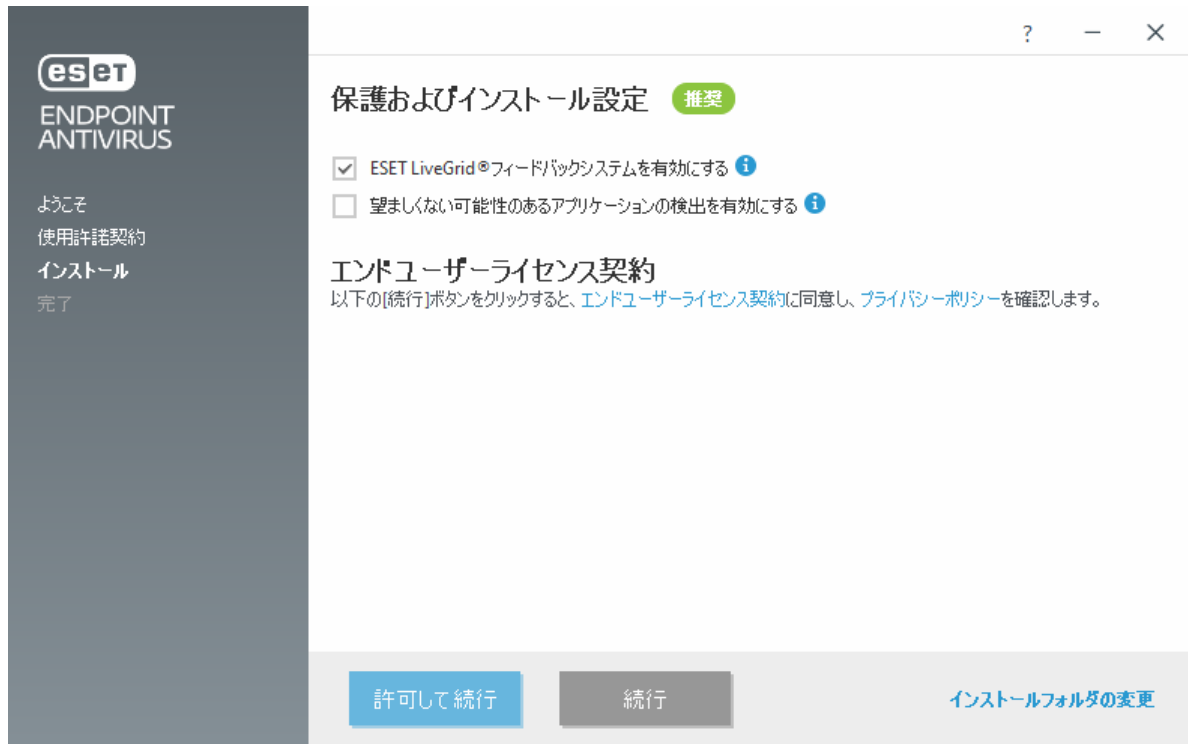 eset
ENDPOINT
ANTIVIRUS
ようこそ
使用許諾契約
インストール
完了
?
保護およびインストール設定 推奨
ESET LiveGrid®フィードバックシステムを有効にする
望ましくない可能性のあるアプリケーションの検出を有効にする
エンドユーザーライセンス契約
以下の[続行]ボタンをクリックすると、エンドユーザーライセンス契約に同意し、プライバシーポリシーを確認します。
許可して続行
続行
インストールフォルダの変更